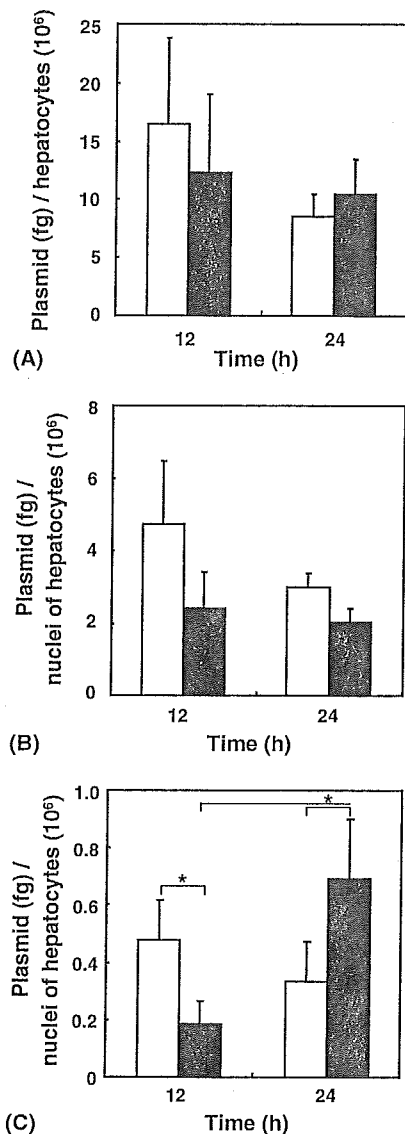 25
20
15
10
5
0
Plasmid (fg) / hepatocytes (10⁶)
12
24
Time (h)
(A)
8
6
4
2
0
Plasmid (fg) /
nuclei of hepatocytes (10⁶)
12
24
Time (h)
(B)
1.0
0.8
0.6
0.4
0.2
0
Plasmid (fg) /
nuclei of hepatocytes (10⁶)
*
*
12
24
Time (h)
(C)